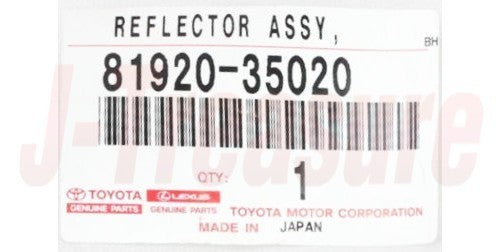 REFLECTOR ASSY,
BH
81920-35020
J-Treasure
QTY: 1
TOYOTA LEXUS
GENUINE PARTS GENUINE PARTS TOYOTA MOTOR CORPORATION
MADE IN JAPAN